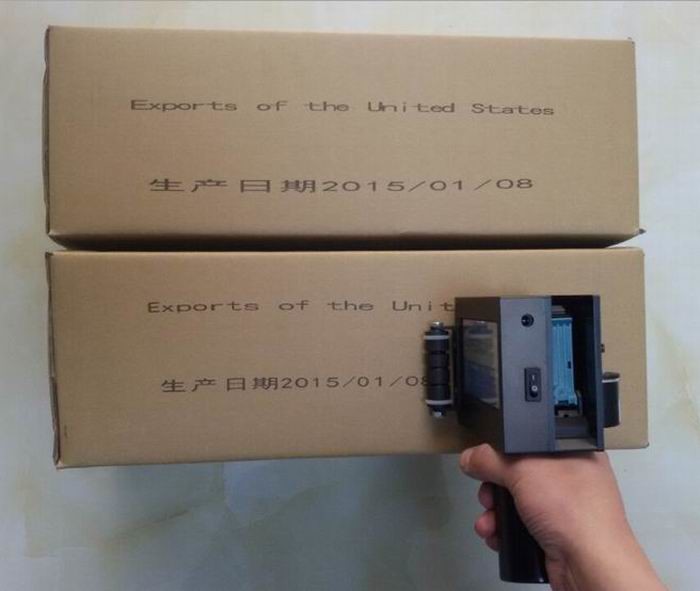 Exports of the United States
生产日期2015/01/08
Exports of the Unit
生产日期2015/01/08